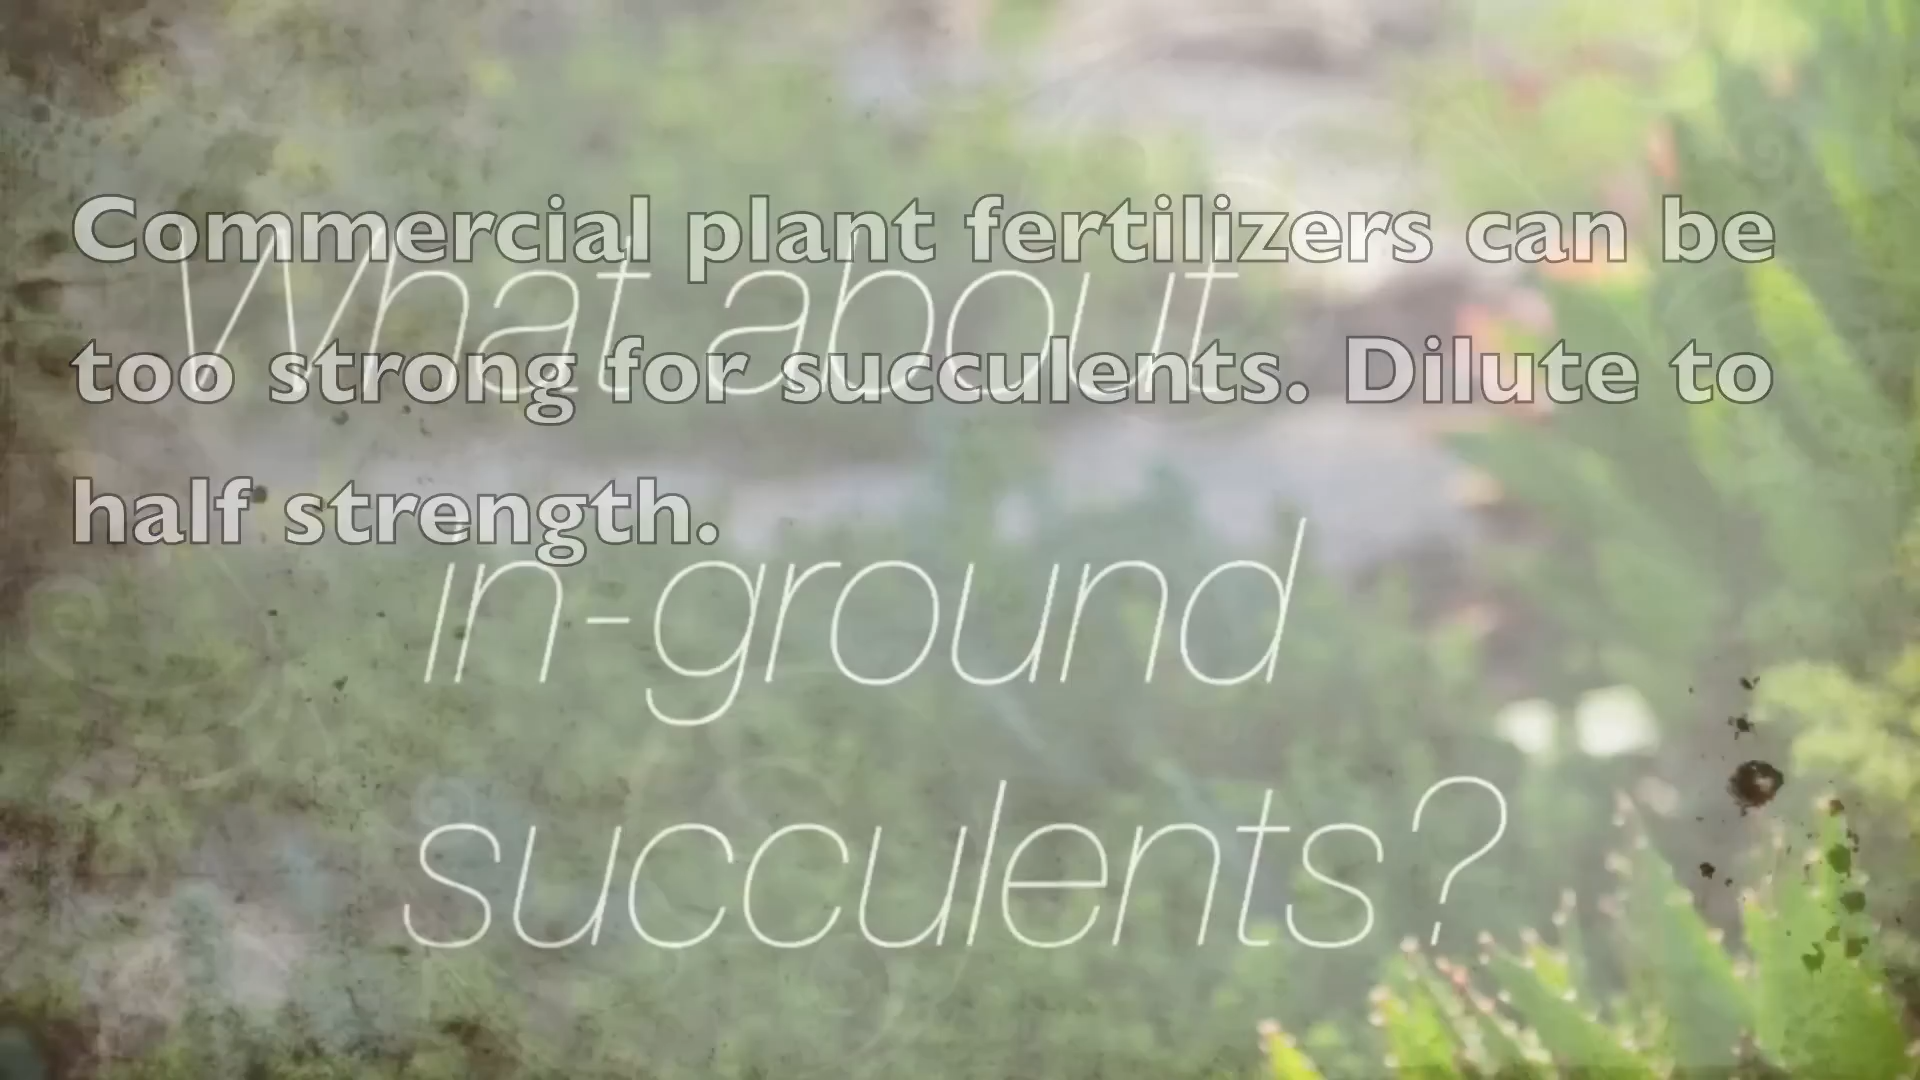 Commercial plant fertilizers can be
too strong for succulents. Dilute to
half strength.
What about
in-ground
succulents?